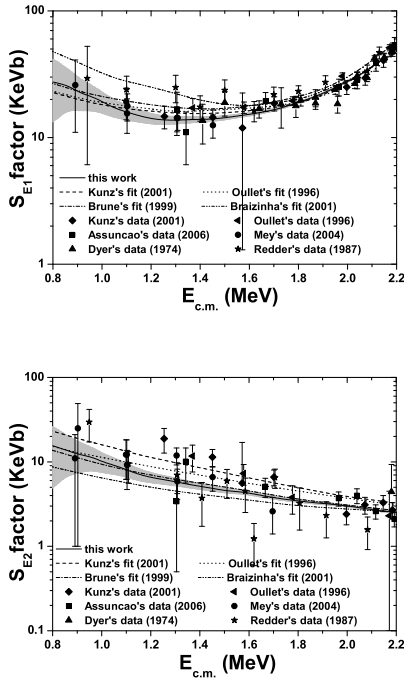 100
10
1
S_E1 factor (KeVb)
this work
Kunz's fit (2001) Oullet's fit (1996)
Brune's fit (1999) Braizinha's fit (2001)
Kunz's data (2001) Oullet's data (1996)
Assuncao's data (2006) Mey's data (2004)
Dyer's data (1974) Redder's data (1987)
0.8 1.0 1.2 1.4 1.6 1.8 2.0 2.2
E_c.m. (MeV)
100
10
1
0.1
S_E2 factor (KeVb)
this work
Kunz's fit (2001) Oullet's fit (1996)
Brune's fit (1999) Braizinha's fit (2001)
Kunz's data (2001) Oullet's data (1996)
Assuncao's data (2006) Mey's data (2004)
Dyer's data (1974) Redder's data (1987)
0.8 1.0 1.2 1.4 1.6 1.8 2.0 2.2
E_c.m. (MeV)